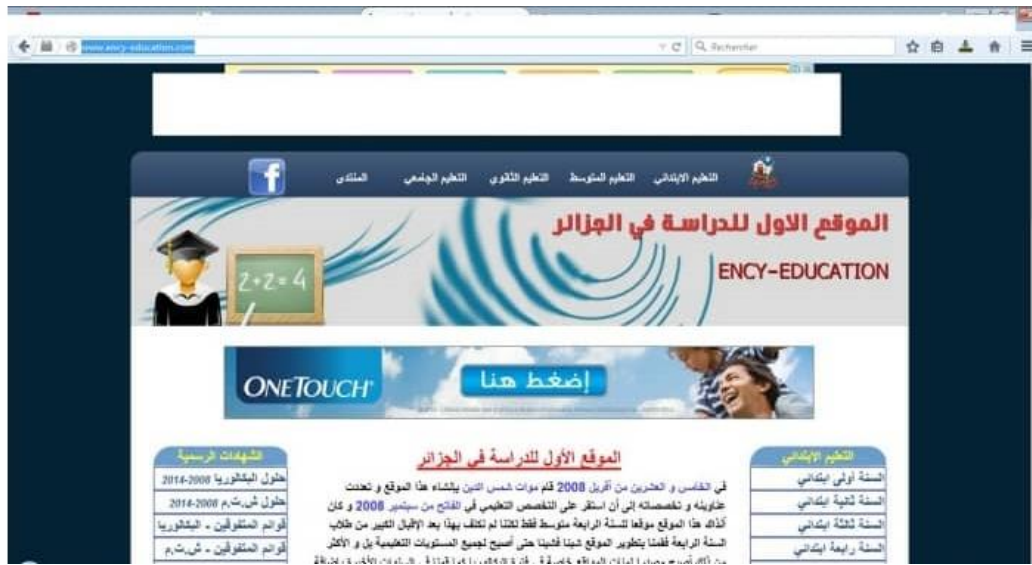 www.ency-education.com
Rechercher
التعليم الابتدائي التعليم المتوسط التعليم الثانوي التعليم الجامعي المنتدى
الموقع الاول للدراسة في الجزائر
ENCY-EDUCATION
2+2=4
ONETOUCH
إضغط هنا
التعليم الابتدائي
السنة أولى ابتدائي
السنة ثانية ابتدائي
السنة ثالثة ابتدائي
السنة رابعة ابتدائي
الموقع الأول للدراسة في الجزائر
في الخامس و العشرين من أفريل 2008 قام موات شمس الدين بإنشاء هذا الموقع و تعددت
عناوينه و تخصصاته إلى أن استقر على التخصص التعليمي في الفاتح من سبتمبر 2008 و كان
أنذاك هذا الموقع موقعا للسنة الرابعة متوسط فقط لكننا لم نكتف بهذا بعد الإقبال الكبير من طلاب
السنة الرابعة فقمنا بتطوير الموقع شيئا فشيئا حتى أصبح لجميع المستويات التعليمية بل و الأكثر
الشهادات الرسمية
حلول البكالوريا 2008-2014
حلول ش.ت.م 2008-2014
قوائم المتفوقين - البكالوريا
قوائم المتفوقين - ش.ت.م